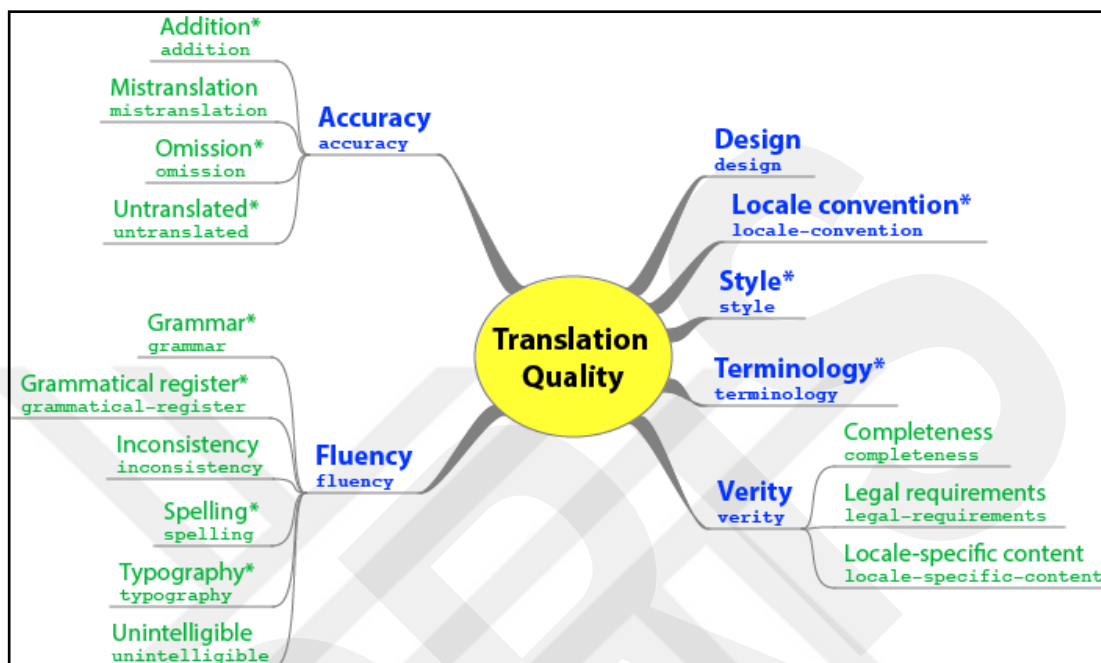 Addition*
addition
Mistranslation
mistranslation
Omission*
omission
Untranslated*
untranslated
Accuracy
accuracy
Grammar*
grammar
Grammatical register*
grammatical-register
Inconsistency
inconsistency
Spelling*
spelling
Typography*
typography
Unintelligible
unintelligible
Fluency
fluency
Translation
Quality
Design
design
Locale convention*
locale-convention
Style*
style
Terminology*
terminology
Verity
verity
Completeness
completeness
Legal requirements
legal-requirements
Locale-specific content
locale-specific-content